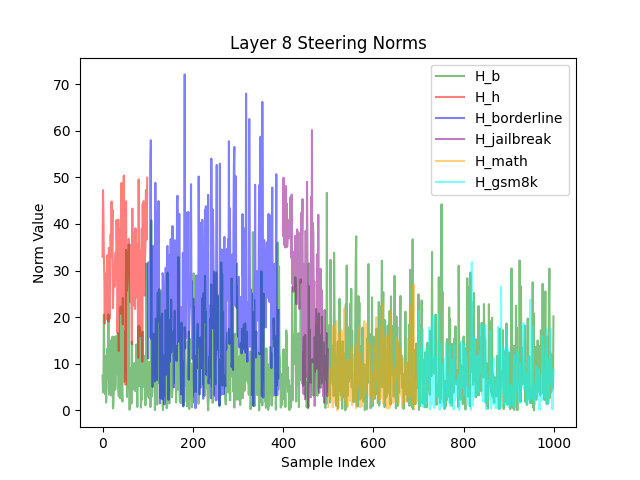 Layer 8 Steering Norms
Norm Value
70
60
50
40
30
20
10
0
H_b
H_h
H_borderline
H_jailbreak
H_math
H_gsm8k
0
200
400
600
800
1000
Sample Index